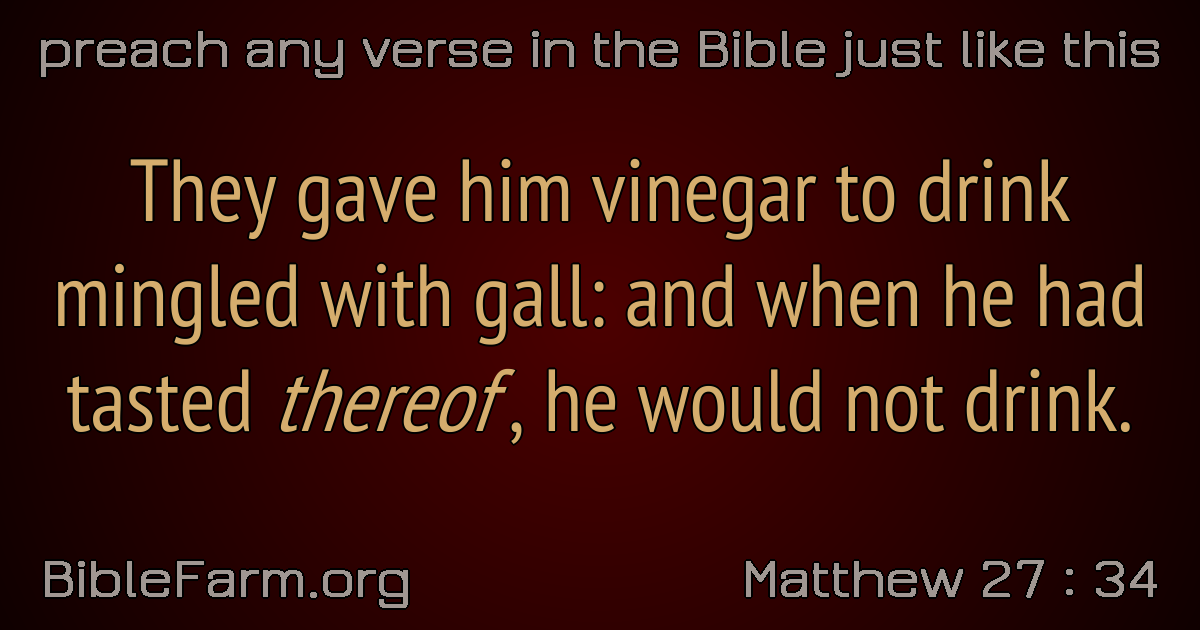 preach any verse in the Bible just like this
They gave him vinegar to drink
mingled with gall: and when he had
tasted thereof, he would not drink.
BibleFarm.org
Matthew 27 : 34